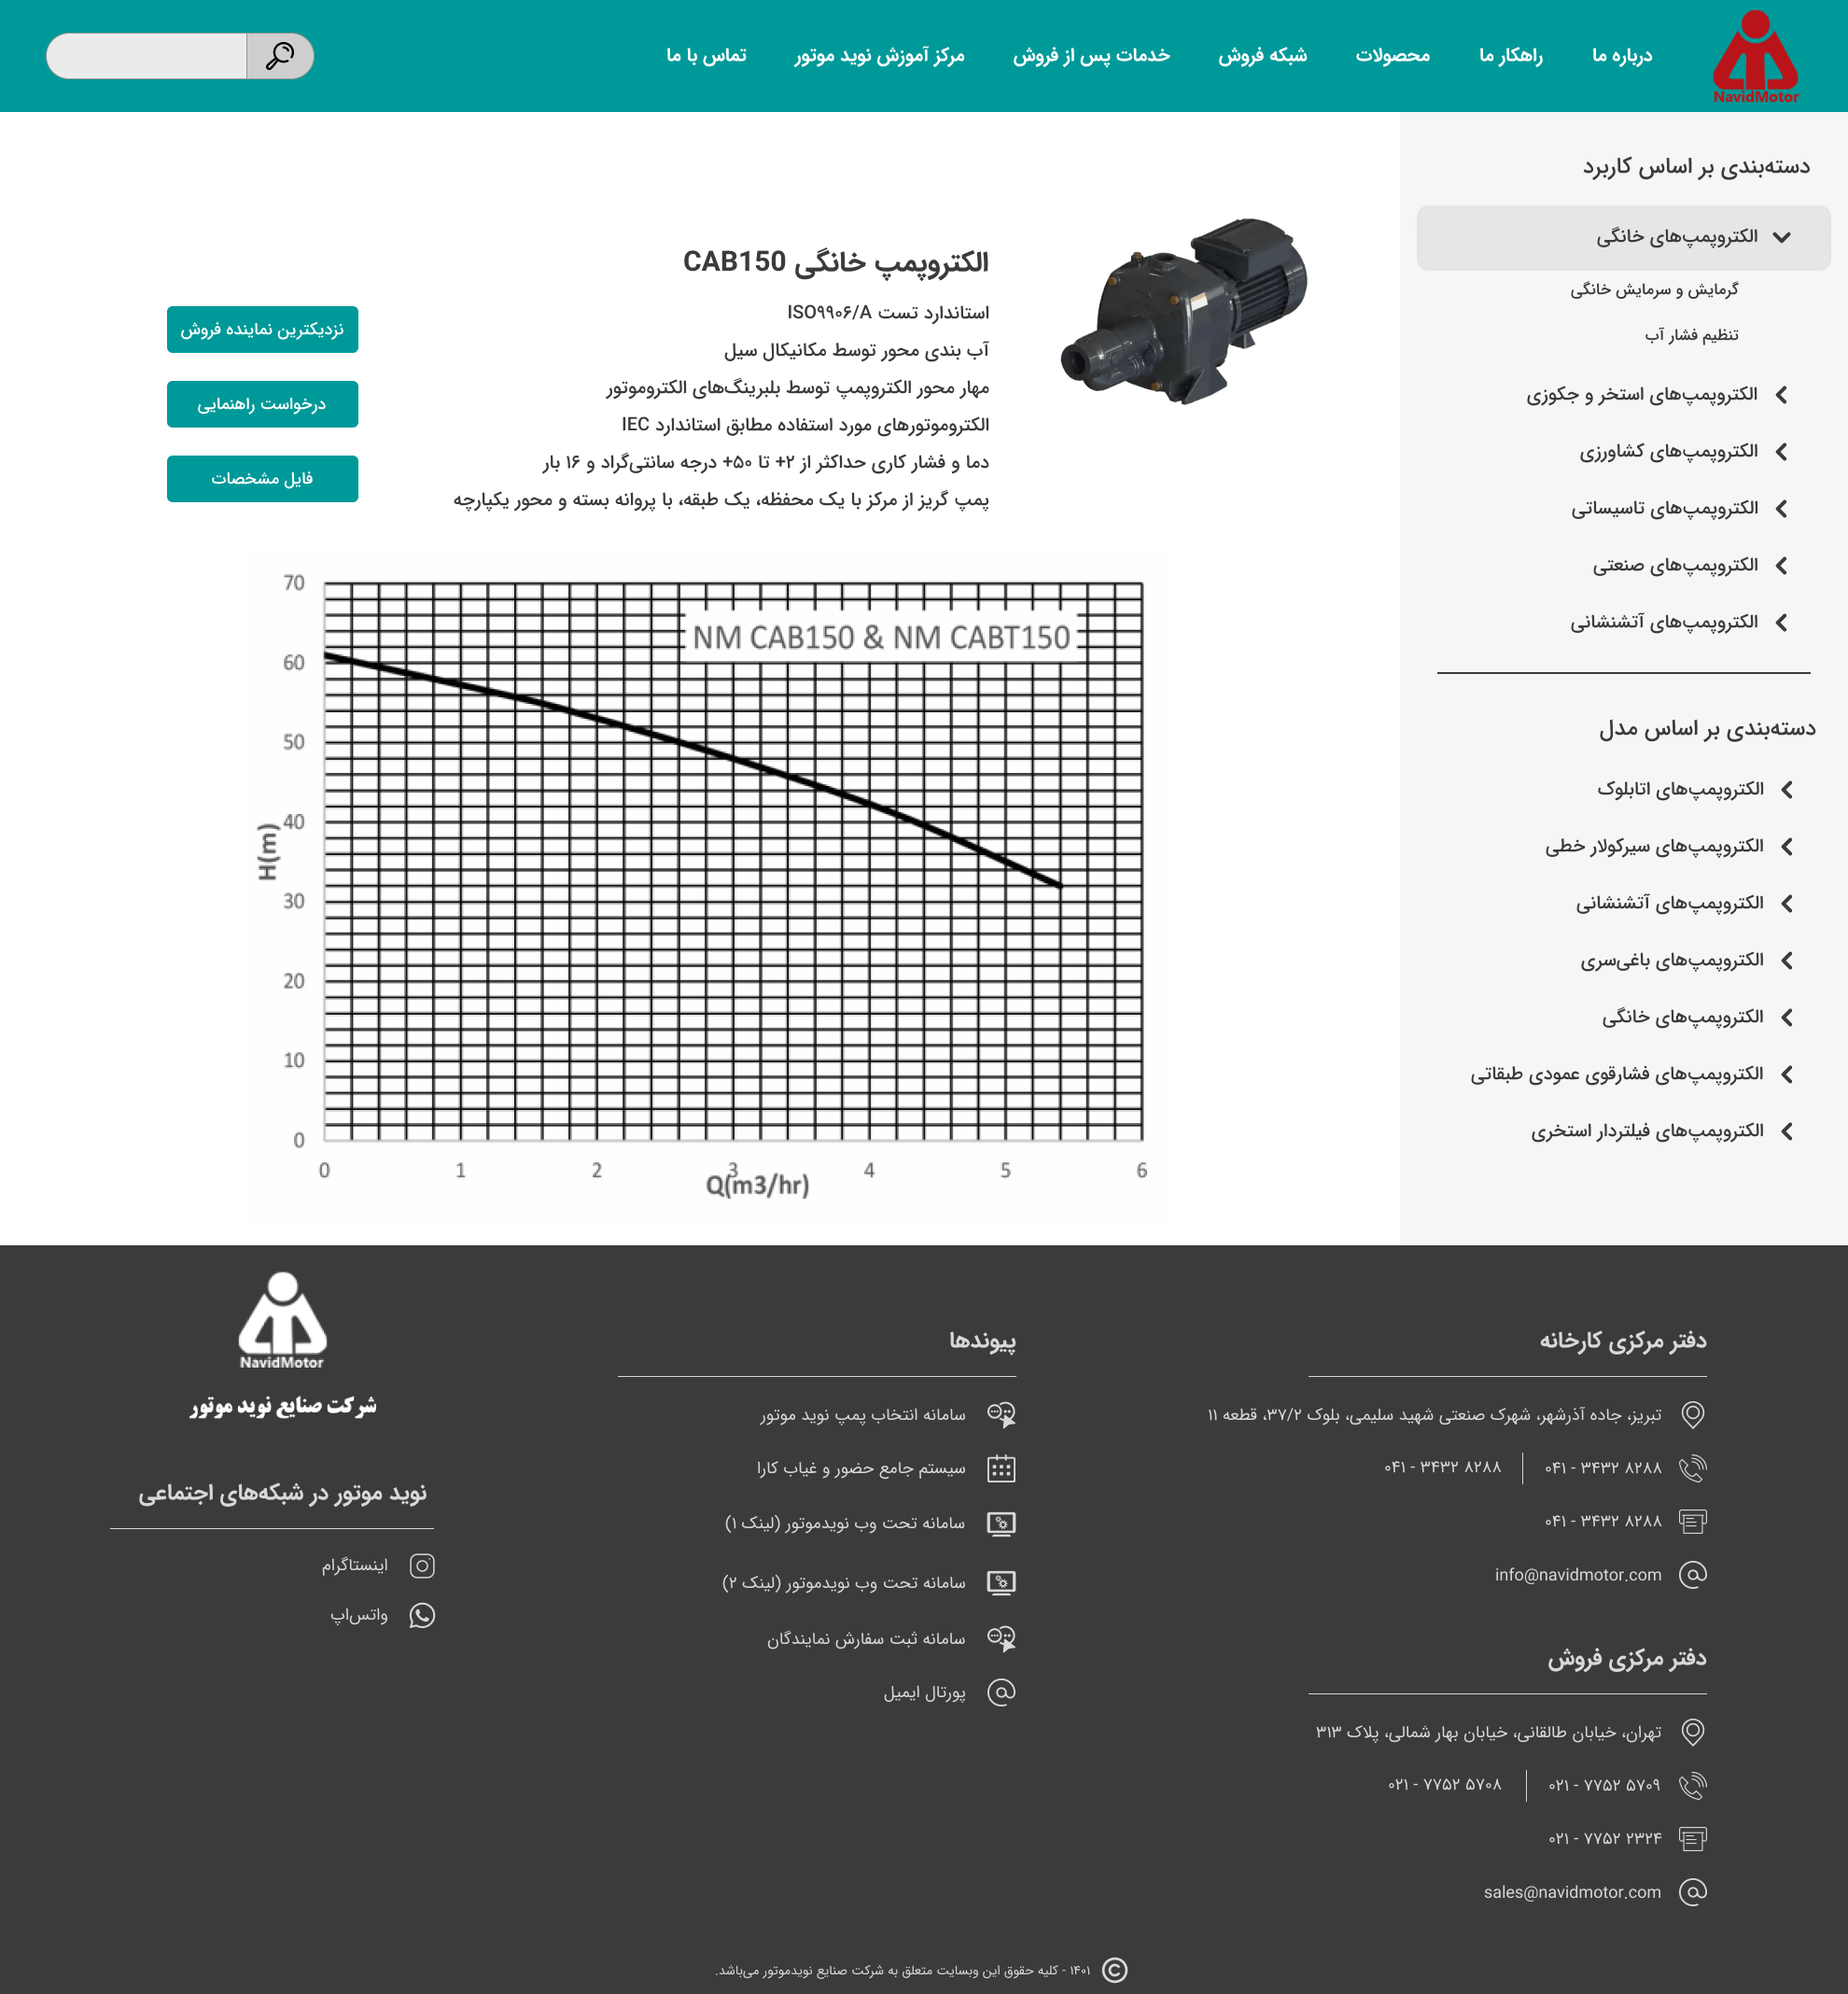 NavidMotor
درباره ما
راهکار ما
محصولات
شبکه فروش
خدمات پس از فروش
مرکز آموزش نوید موتور
تماس با ما
دسته‌بندی بر اساس کاربرد
الکتروپمپ‌های خانگی
گرمایش و سرمایش خانگی
تنظیم فشار آب
الکتروپمپ‌های استخر و جکوزی
الکتروپمپ‌های کشاورزی
الکتروپمپ‌های تاسیساتی
الکتروپمپ‌های صنعتی
الکتروپمپ‌های آتشنشانی
دسته‌بندی بر اساس مدل
الکتروپمپ‌های اتابلوک
الکتروپمپ‌های سیرکولار خطی
الکتروپمپ‌های آتشنشانی
الکتروپمپ‌های باغی‌سری
الکتروپمپ‌های خانگی
الکتروپمپ‌های فشارقوی عمودی طبقاتی
الکتروپمپ‌های فیلتردار استخری
الکتروپمپ خانگی CAB150
استاندارد تست ISO۹۹۰۶/A
آب بندی محور توسط مکانیکال سیل
مهار محور الکتروپمپ توسط بلبرینگ‌های الکتروموتور
الکتروموتورهای مورد استفاده مطابق استاندارد IEC
دما و فشار کاری حداکثر از ۲+ تا ۵۰+ درجه سانتی‌گراد و ۱۶ بار
پمپ گریز از مرکز با یک محفظه، یک طبقه، با پروانه بسته و محور یکپارچه
نزدیکترین نماینده فروش
درخواست راهنمایی
فایل مشخصات
NM CAB150 & NM CABT150
70
60
50
40
30
20
10
0
H(m)
0 1 2 3 4 5 6
Q(m3/hr)
دفتر مرکزی کارخانه
تبریز، جاده آذرشهر، شهرک صنعتی شهید سلیمی، بلوک ۳۷/۲، قطعه ۱۱
۰۴۱ - ۳۴۳۲ ۸۲۸۸
۰۴۱ - ۳۴۳۲ ۸۲۸۸
۰۴۱ - ۳۴۳۲ ۸۲۸۸
info@navidmotor.com
دفتر مرکزی فروش
تهران، خیابان طالقانی، خیابان بهار شمالی، پلاک ۳۱۳
۰۲۱ - ۷۷۵۲ ۵۷۰۹
۰۲۱ - ۷۷۵۲ ۵۷۰۸
۰۲۱ - ۷۷۵۲ ۲۳۲۴
sales@navidmotor.com
پیوندها
سامانه انتخاب پمپ نوید موتور
سیستم جامع حضور و غیاب کارا
سامانه تحت وب نویدموتور (لینک ۱)
سامانه تحت وب نویدموتور (لینک ۲)
سامانه ثبت سفارش نمایندگان
پورتال ایمیل
NavidMotor
شرکت صنایع نوید موتور
نوید موتور در شبکه‌های اجتماعی
اینستاگرام
واتس‌اپ
© ۱۴۰۱ - کلیه حقوق این وبسایت متعلق به شرکت صنایع نویدموتور می‌باشد.